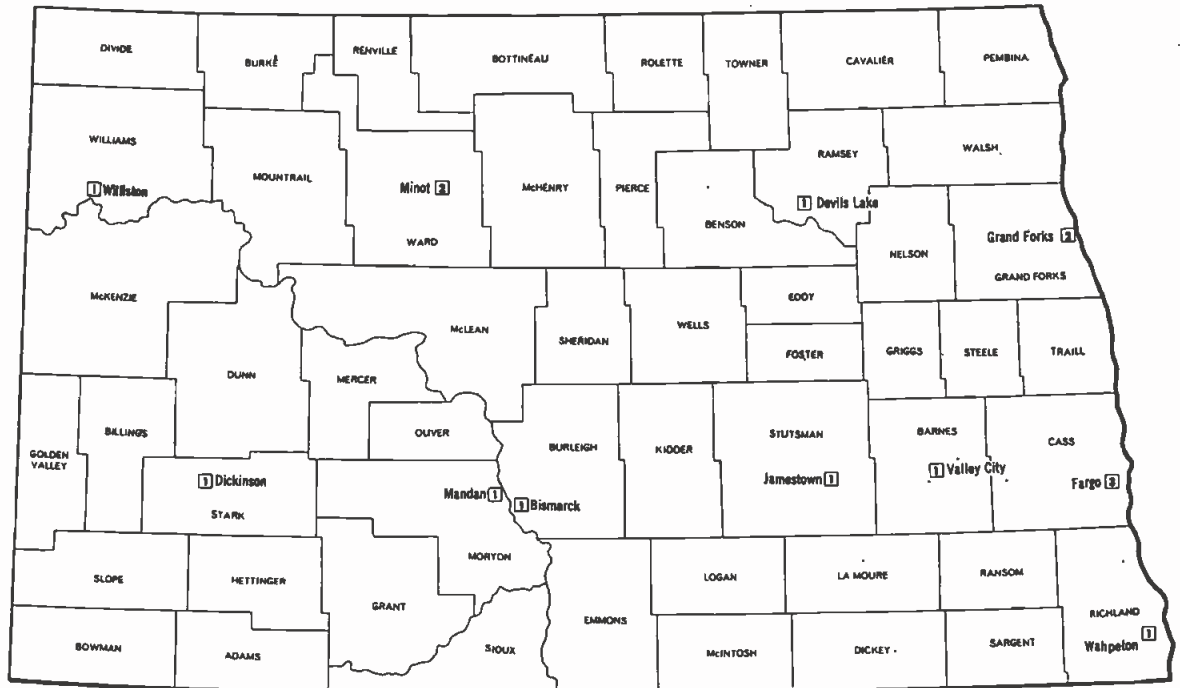 DIVIDE
BURKE
RENVILLE
BOTTINEAU
ROLETTE
TOWNER
CAVALIER
PEMBINA
WILLIAMS
1 Williston
MOUNTRAIL
Minot 2
WARD
McHENRY
PIERCE
BENSON
RAMSEY
1 Devils Lake
WALSH
NELSON
Grand Forks 2
GRAND FORKS
McKENZIE
DUNN
MERCER
McLEAN
SHERIDAN
WELLS
EDDY
FOSTER
GRIGGS
STEELE
TRAILL
GOLDEN
VALLEY
BILLINGS
OLIVER
BURLEIGH
KIDDER
STUTSMAN
Jamestown 1
BARNES
1 Valley City
CASS
Fargo 3
1 Dickinson
STARK
Mandan 1
1 Bismarck
MORTON
SLOPE
HETTINGER
GRANT
SIOUX
EMMONS
LOGAN
LA MOURE
RANSOM
RICHLAND
Wahpeton 1
BOWMAN
ADAMS
McINTOSH
DICKEY
SARGENT